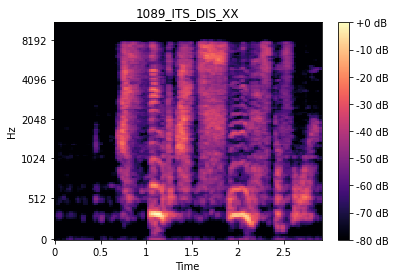 1089_ITS_DIS_XX
+0 dB
8192
-10 dB
4096
-20 dB
-30 dB
2048
Hz
-40 dB
1024
-50 dB
512
-60 dB
-70 dB
0
-80 dB
0 0.5 1 1.5 2 2.5
Time